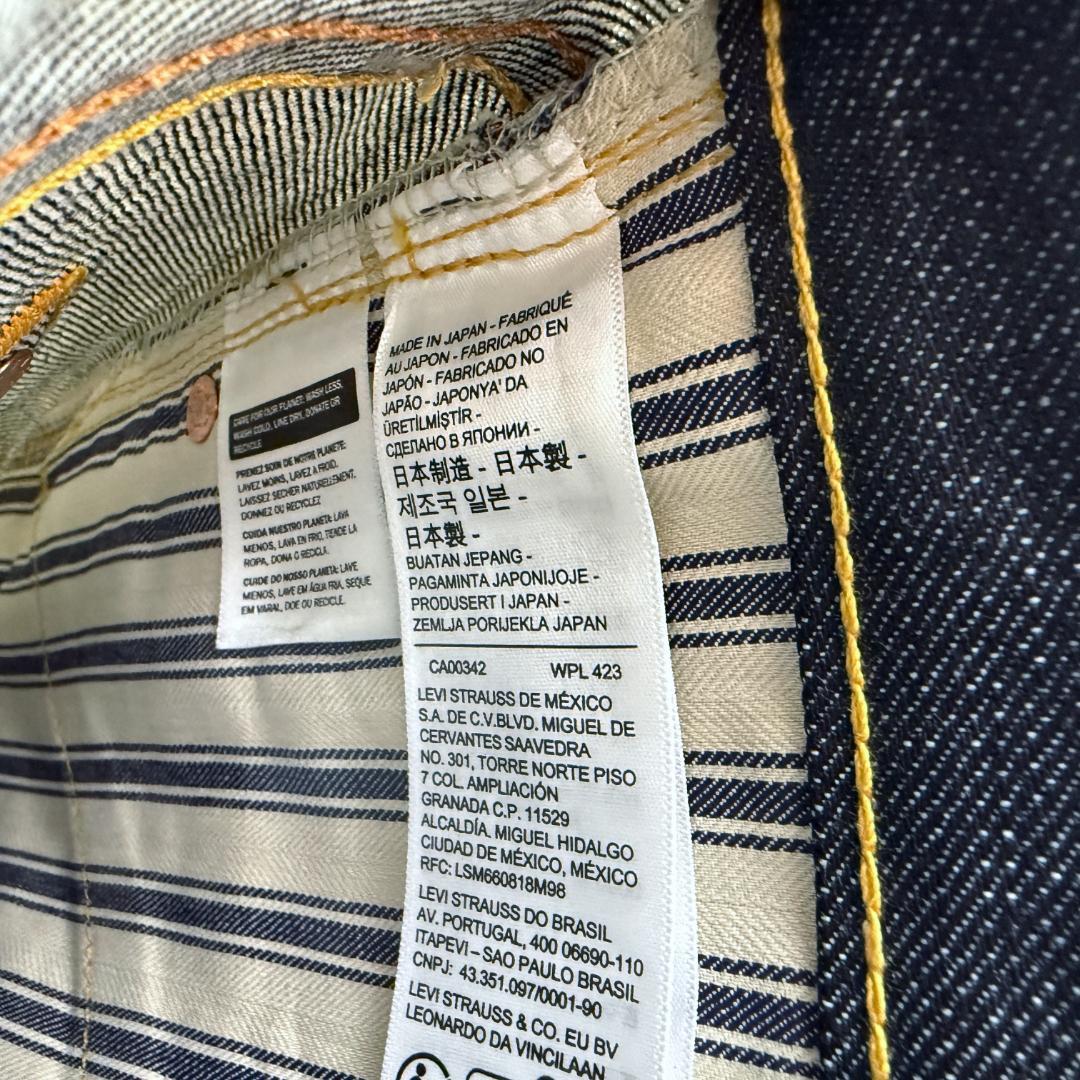 CARE FOR OUR PLANET: WASH LESS,
WASH COLD, LINE DRY, DONATE OR
RECYCLE
PRENEZ SOIN DE NOTRE PLANETE:
LAVEZ MOINS, LAVEZ A FROID,
LAISSEZ SECHER NATURELLEMENT,
DONNEZ OU RECYCLEZ
CUIDA NUESTRO PLANETA: LAVA
MENOS, LAVA EN FRIO, TIENDE LA
ROPA, DONA O RECICLA.
CUIDE DO NOSSO PLANETA: LAVE
MENOS, LAVE EM ÁGUA FRIA, SEQUE
EM VARAL, DOE OU RECICLE.
MADE IN JAPAN - FABRIQUÉ
AU JAPON - FABRICADO EN
JAPÓN - FABRICADO NO
JAPÃO - JAPONYA' DA
ÜRETİLMİŞTİR -
СДЕЛАНО В ЯПОНИИ -
日本制造 - 日本製 -
제조국 일본 -
日本製 -
BUATAN JEPANG -
PAGAMINTA JAPONIJOJE -
PRODUSERT I JAPAN -
ZEMLJA PORIJEKLA JAPAN
CA00342 WPL 423
LEVI STRAUSS DE MÉXICO
S.A. DE C.V.BLVD. MIGUEL DE
CERVANTES SAAVEDRA
NO. 301, TORRE NORTE PISO
7 COL. AMPLIACIÓN
GRANADA C.P. 11529
ALCALDÍA. MIGUEL HIDALGO
CIUDAD DE MÉXICO, MÉXICO
RFC: LSM660818M98
LEVI STRAUSS DO BRASIL
AV. PORTUGAL, 400 06690-110
ITAPEVI – SAO PAULO BRASIL
CNPJ: 43.351.097/0001-90
LEVI STRAUSS & CO. EU BV
LEONARDO DA VINCILAAN